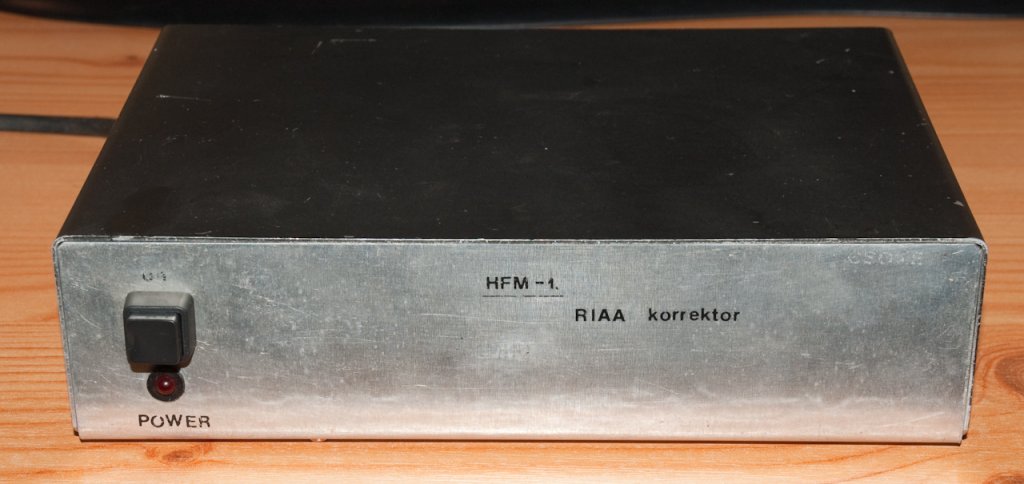 HFM-1.
RIAA korrektor
POWER